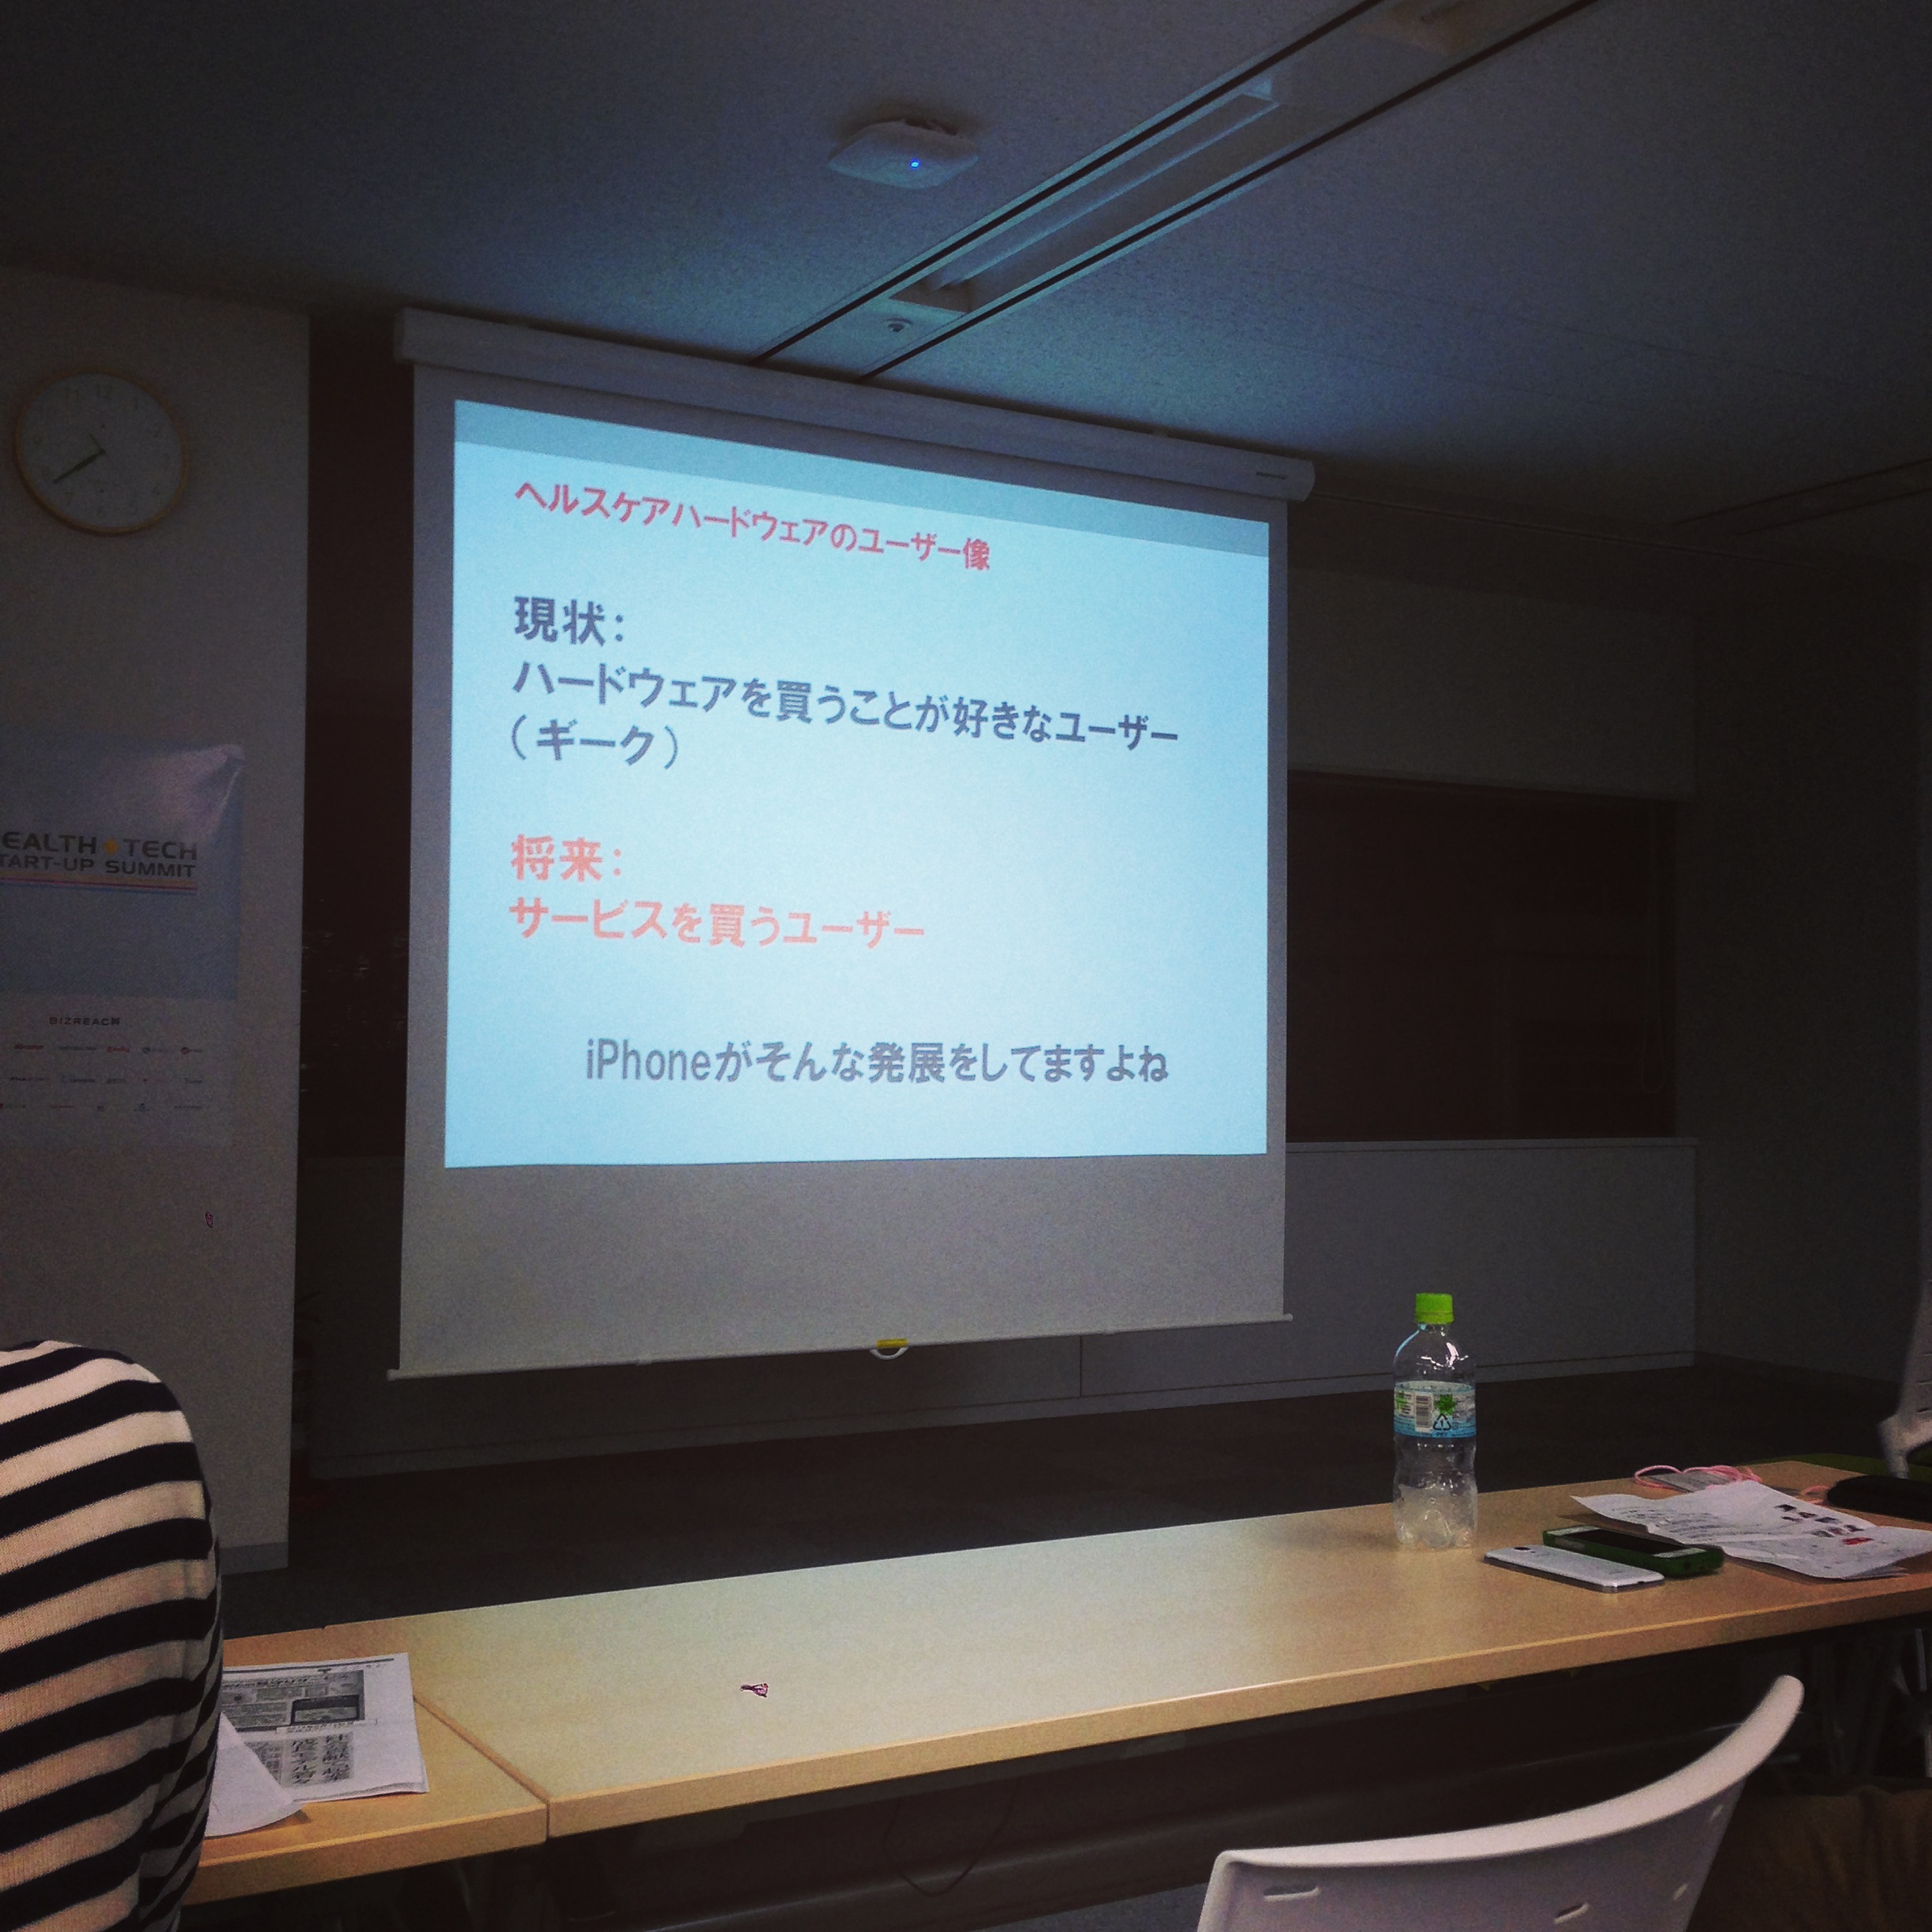 ヘルスケアハードウェアのユーザー像
現状：
ハードウェアを買うことが好きなユーザー
（ギーク）
将来：
サービスを買うユーザー
iPhoneがそんな発展をしてますよね
EALTH TECH
TART-UP SUMMIT
BIZREACH